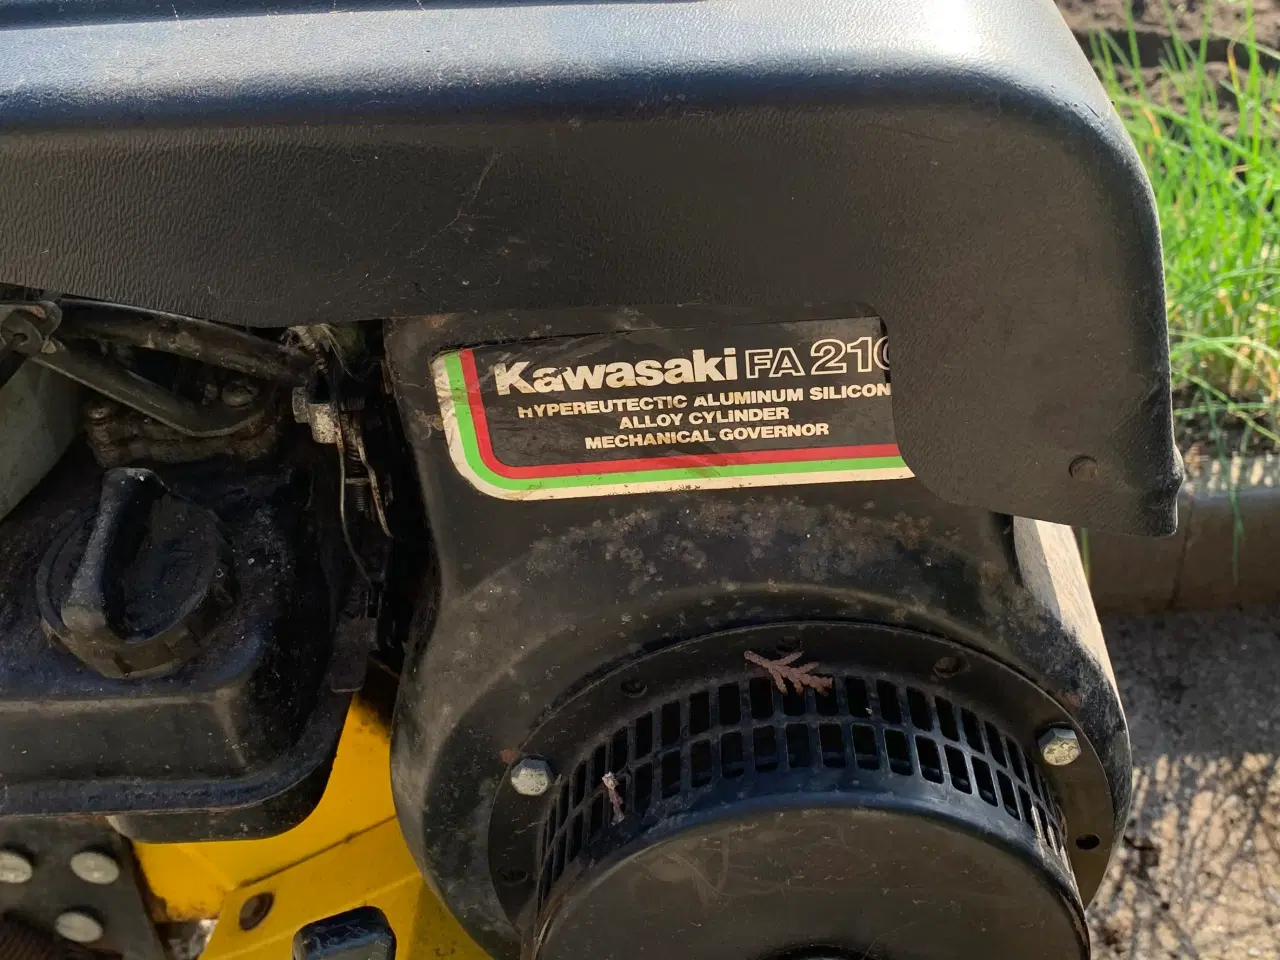 Kawasaki FA 210
HYPEREUTECTIC ALUMINUM SILICON
ALLOY CYLINDER
MECHANICAL GOVERNOR